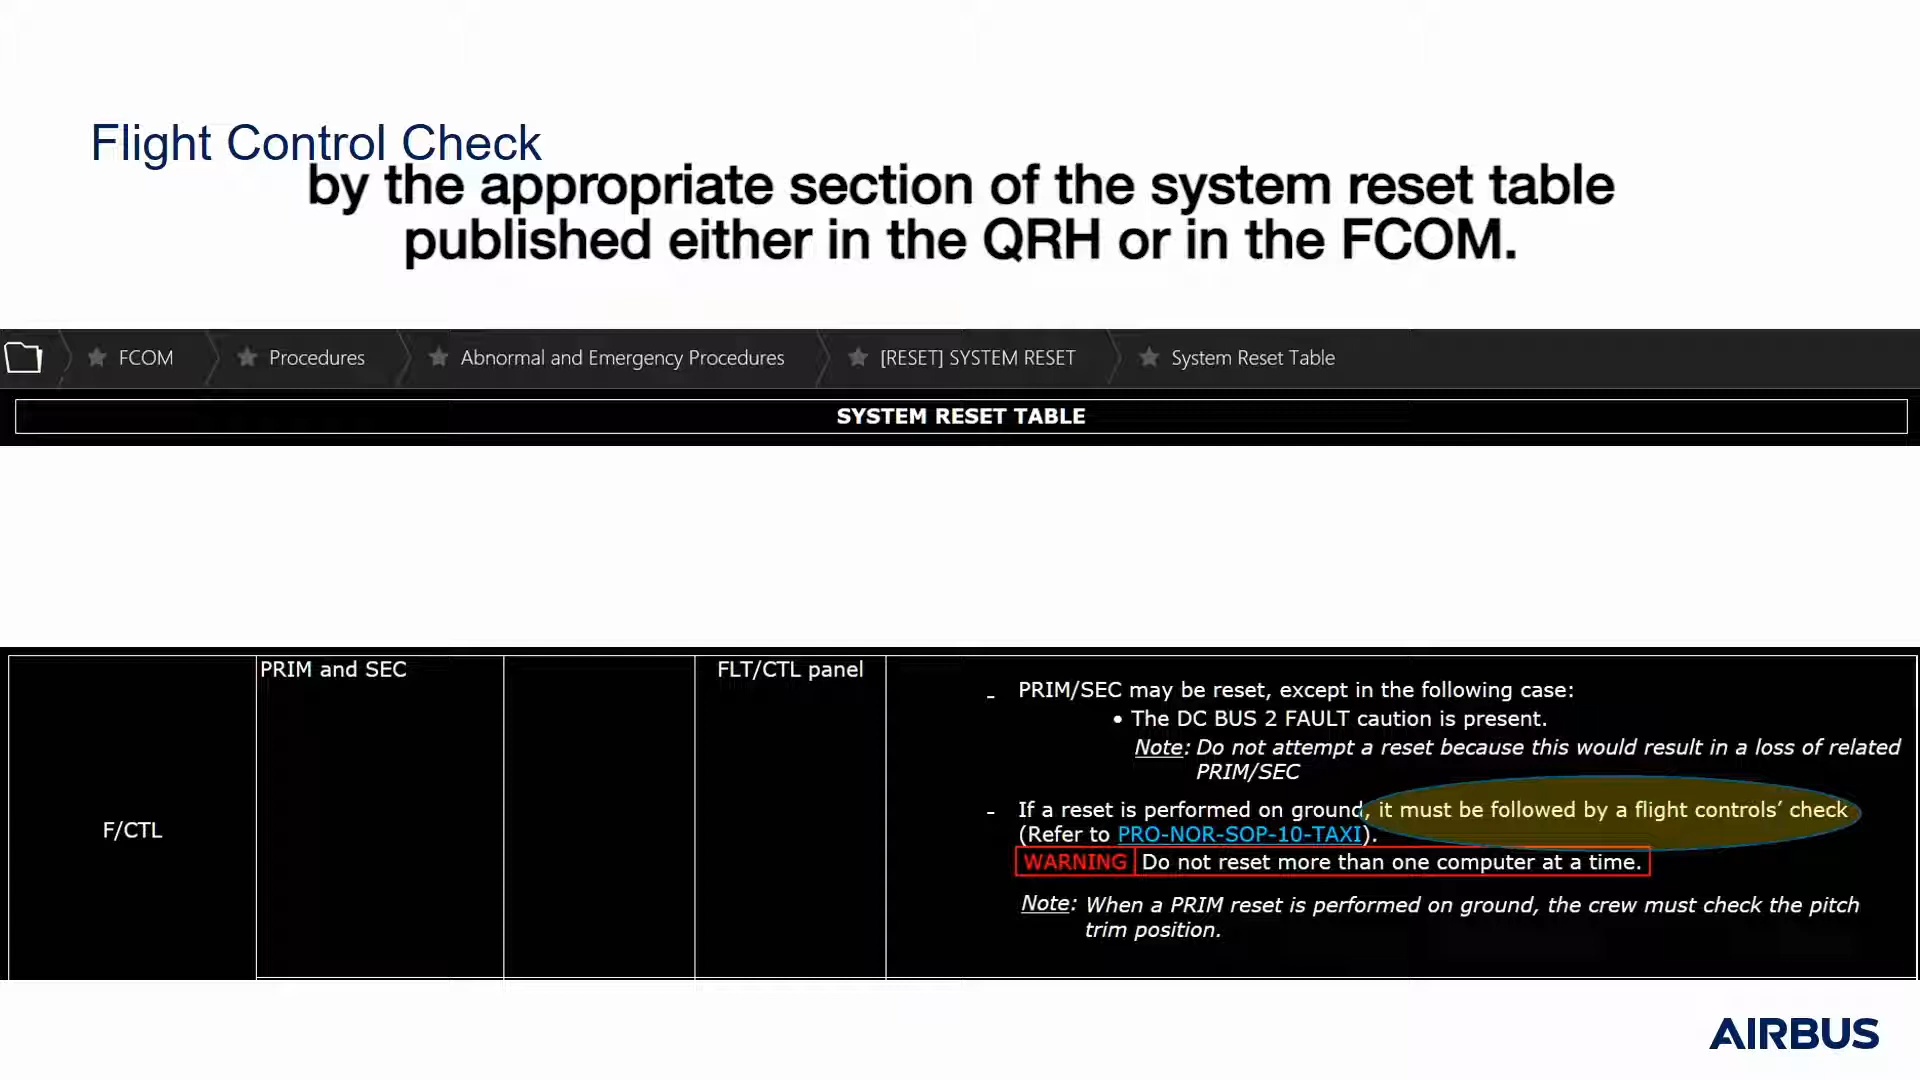 Flight Control Check
by the appropriate section of the system reset table
published either in the QRH or in the FCOM.
FCOM Procedures Abnormal and Emergency Procedures [RESET] SYSTEM RESET System Reset Table
SYSTEM RESET TABLE
F/CTL
PRIM and SEC
FLT/CTL panel
- PRIM/SEC may be reset, except in the following case:
• The DC BUS 2 FAULT caution is present.
Note: Do not attempt a reset because this would result in a loss of related
PRIM/SEC
- If a reset is performed on ground, it must be followed by a flight controls’ check
(Refer to PRO-NOR-SOP-10-TAXI).
WARNING Do not reset more than one computer at a time.
Note: When a PRIM reset is performed on ground, the crew must check the pitch
trim position.
AIRBUS